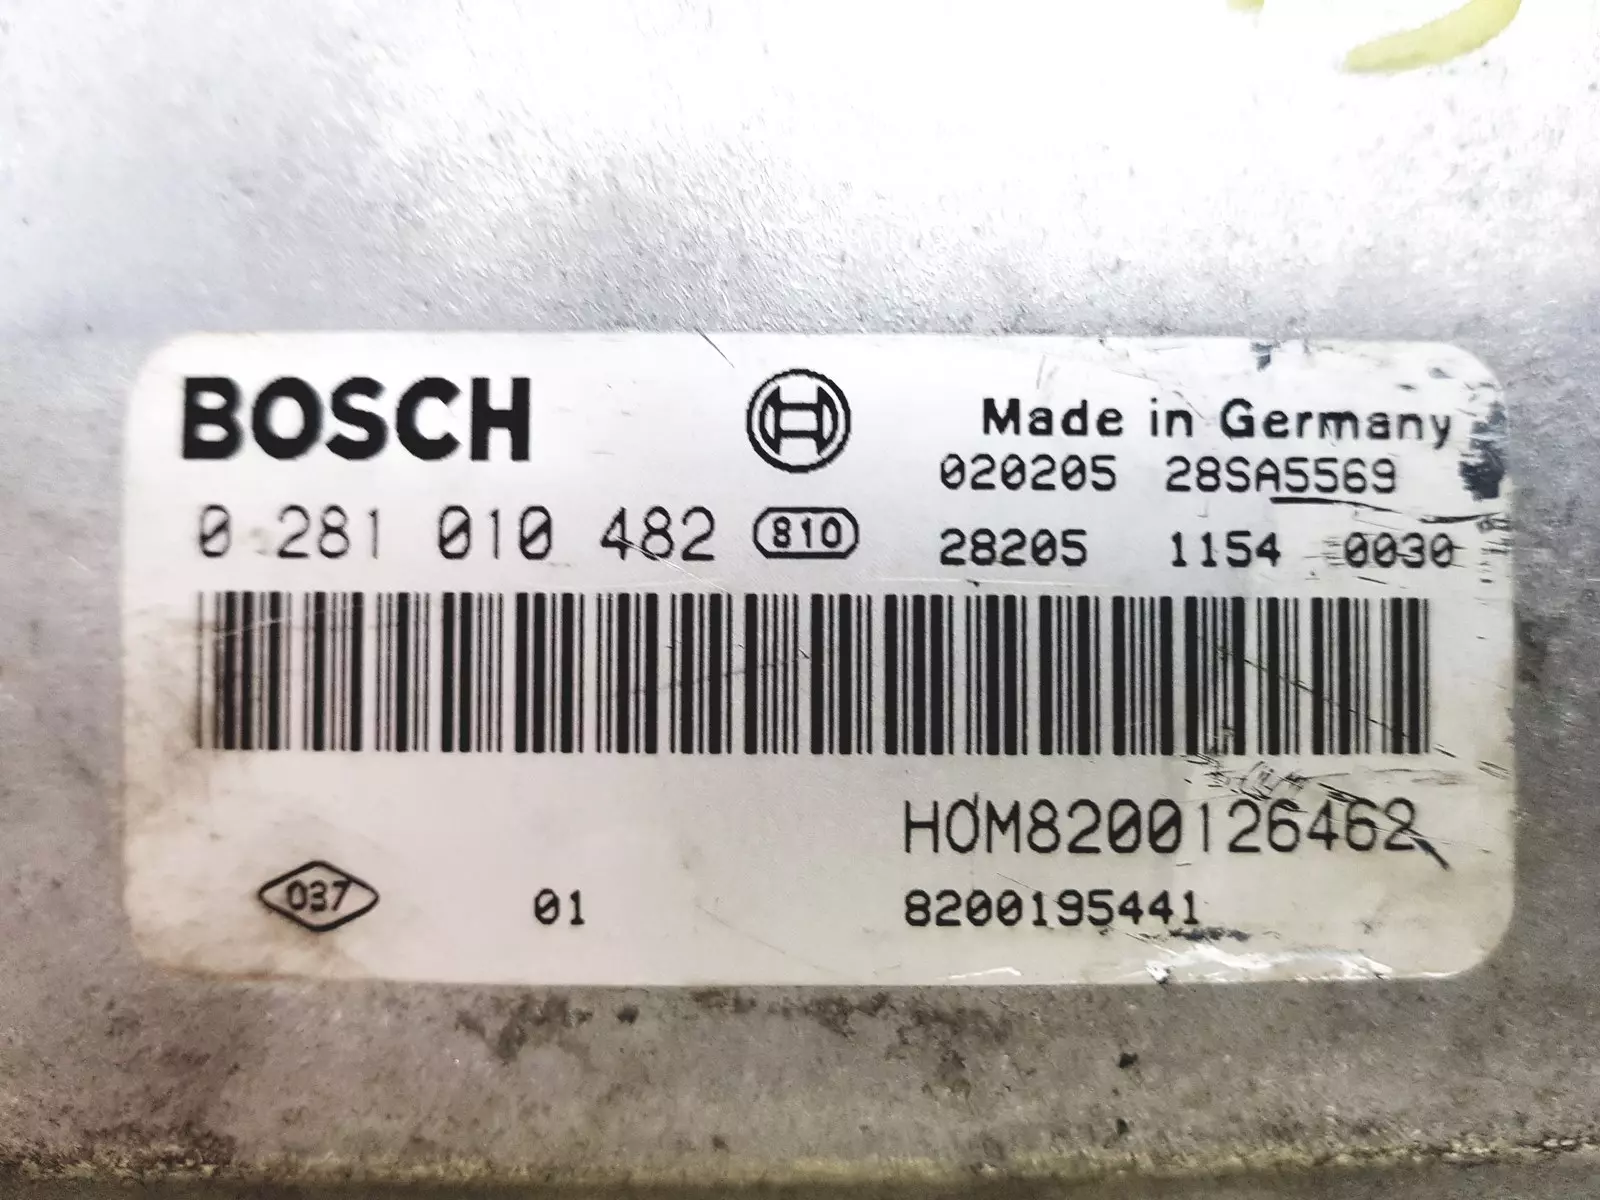 BOSCH
Made in Germany
020205 28SA5569
0 281 010 482 810
28205 1154 0030
HOM8200126462
037 01 8200195441